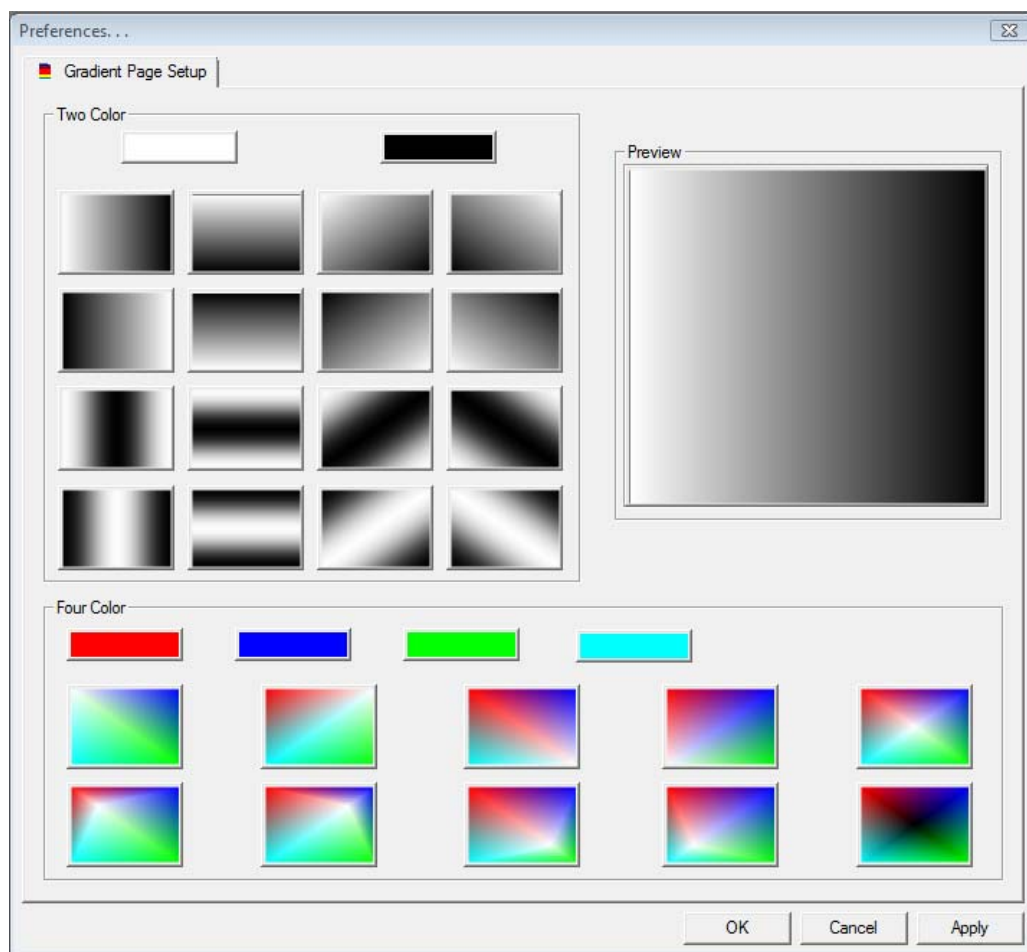 Preferences. . .
Gradient Page Setup
Two Color
Preview
Four Color
OK
Cancel
Apply